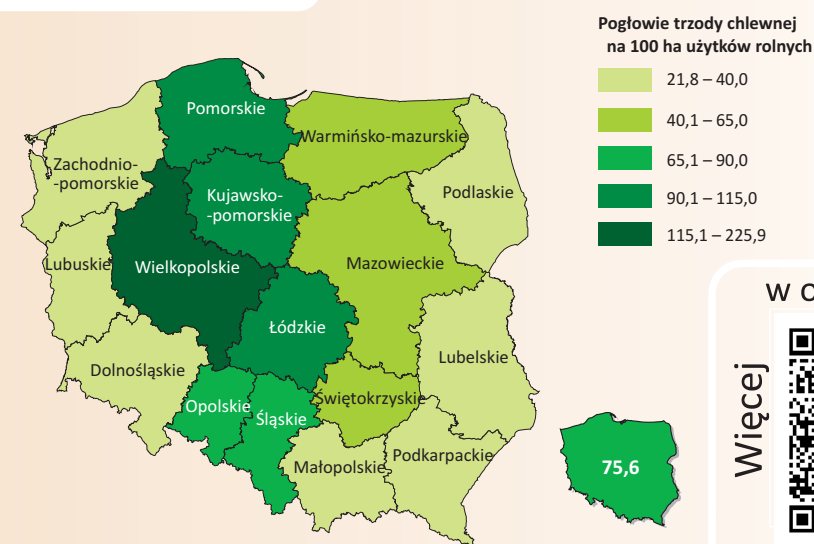 Pogłowie trzody chlewnej
na 100 ha użytków rolnych
21,8 – 40,0
40,1 – 65,0
65,1 – 90,0
90,1 – 115,0
115,1 – 225,9
Pomorskie
Warmińsko-mazurskie
Zachodnio-
-pomorskie
Podlaskie
Kujawsko-
-pomorskie
Lubuskie
Wielkopolskie
Mazowieckie
Łódzkie
Dolnośląskie
Lubelskie
Opolskie
Śląskie
Świętokrzyskie
Małopolskie
Podkarpackie
75,6
w o
Więcej